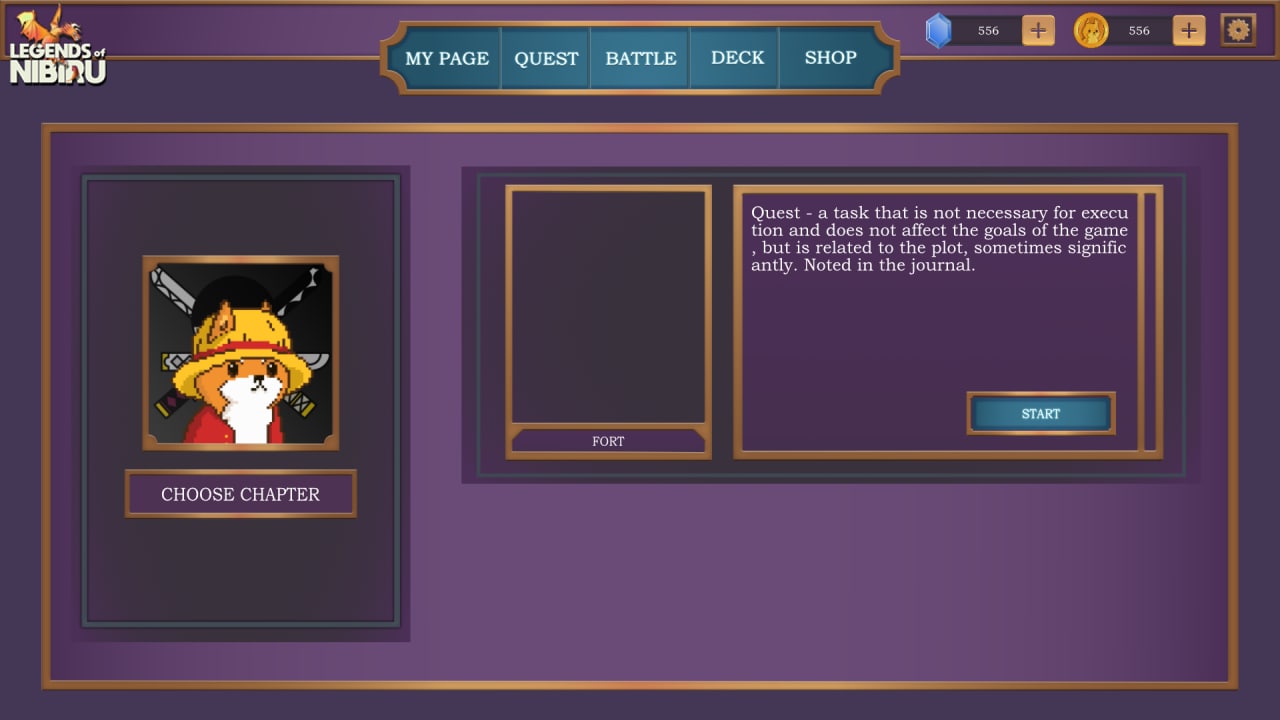 LEGENDS of
NIBIRU
MY PAGE
QUEST
BATTLE
DECK
SHOP
556
+
556
+
Quest - a task that is not necessary for execu
tion and does not affect the goals of the game
, but is related to the plot, sometimes signific
antly. Noted in the journal.
START
FORT
CHOOSE CHAPTER